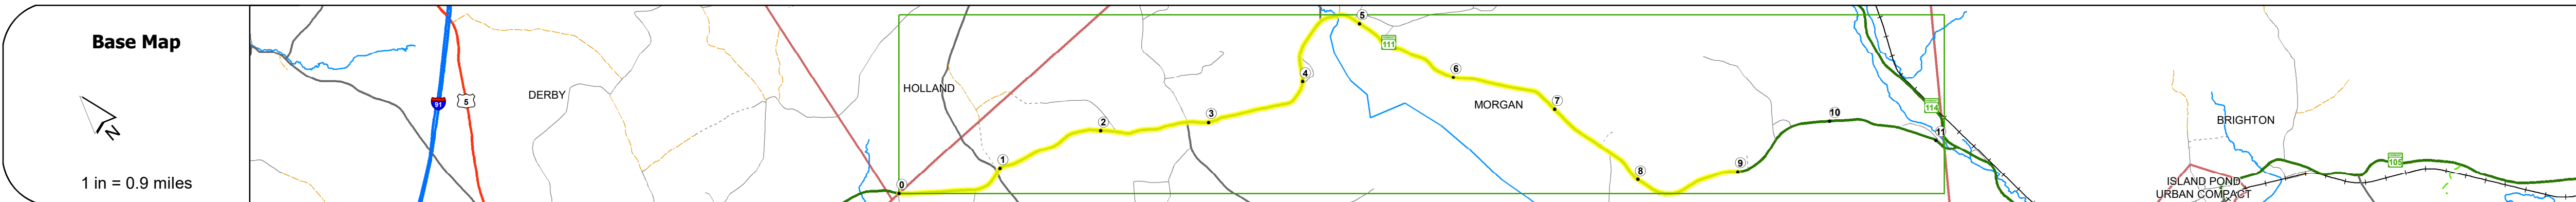 Base Map
N
1 in = 0.9 miles
91
5
DERBY
HOLLAND
0
1
2
3
4
5
111
6
MORGAN
7
8
9
10
114
11
BRIGHTON
ISLAND POND
URBAN COMPACT
105